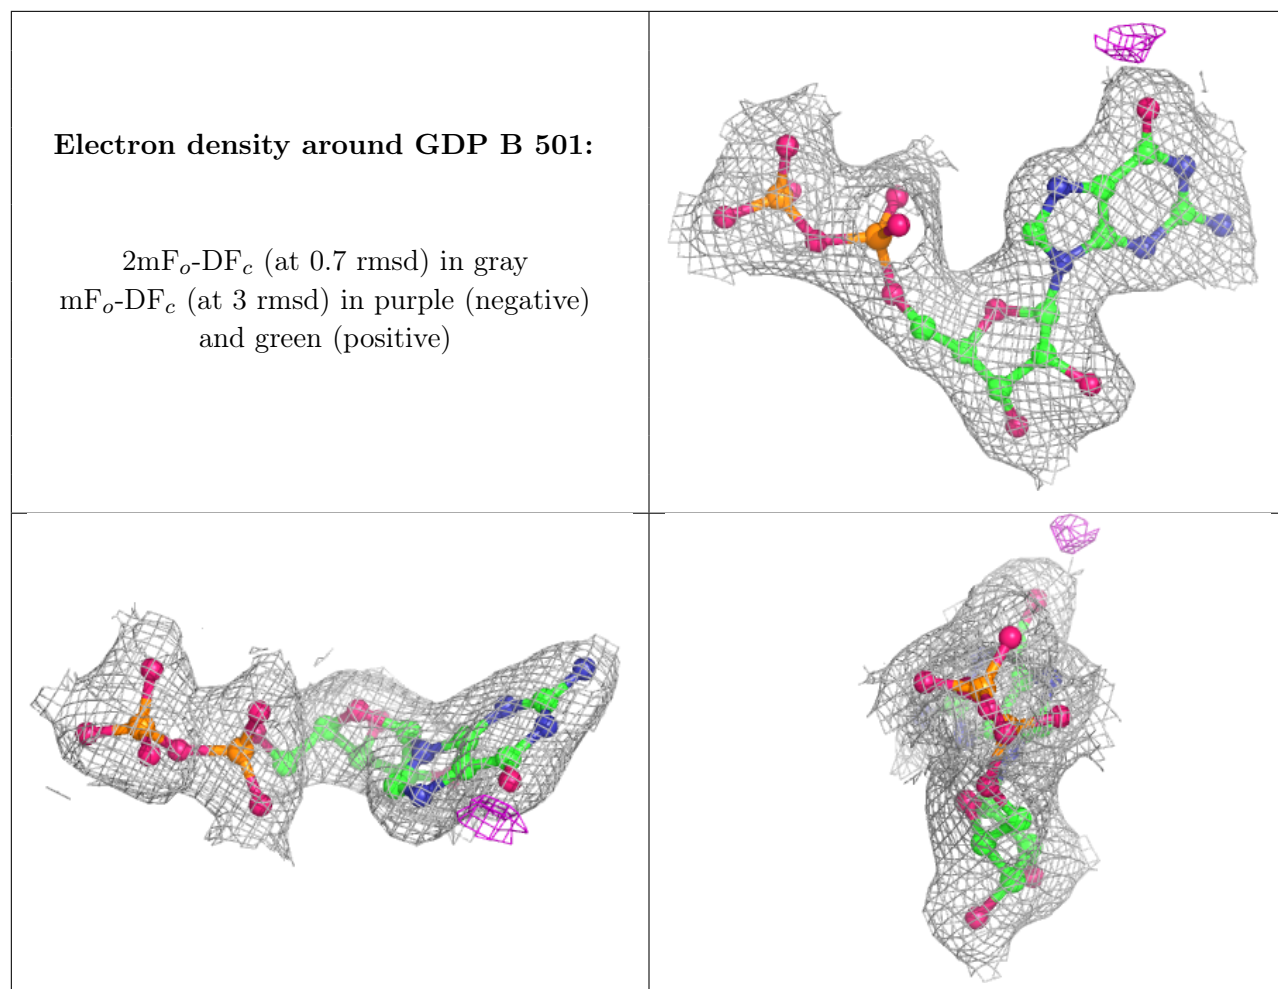 Electron density around GDP B 501:
2mFo-DFc (at 0.7 rmsd) in gray
mFo-DFc (at 3 rmsd) in purple (negative)
and green (positive)